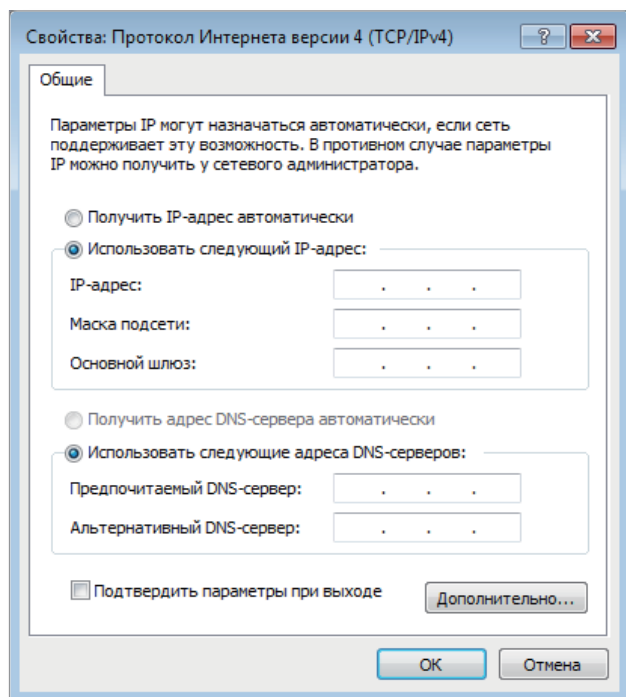 Свойства: Протокол Интернета версии 4 (TCP/IPv4)
Общие
Параметры IP могут назначаться автоматически, если сеть
поддерживает эту возможность. В противном случае параметры
IP можно получить у сетевого администратора.
Получить IP-адрес автоматически
Использовать следующий IP-адрес:
IP-адрес: . . .
Маска подсети: . . .
Основной шлюз: . . .
Получить адрес DNS-сервера автоматически
Использовать следующие адреса DNS-серверов:
Предпочитаемый DNS-сервер: . . .
Альтернативный DNS-сервер: . . .
Подтвердить параметры при выходе
Дополнительно...
ОК Отмена